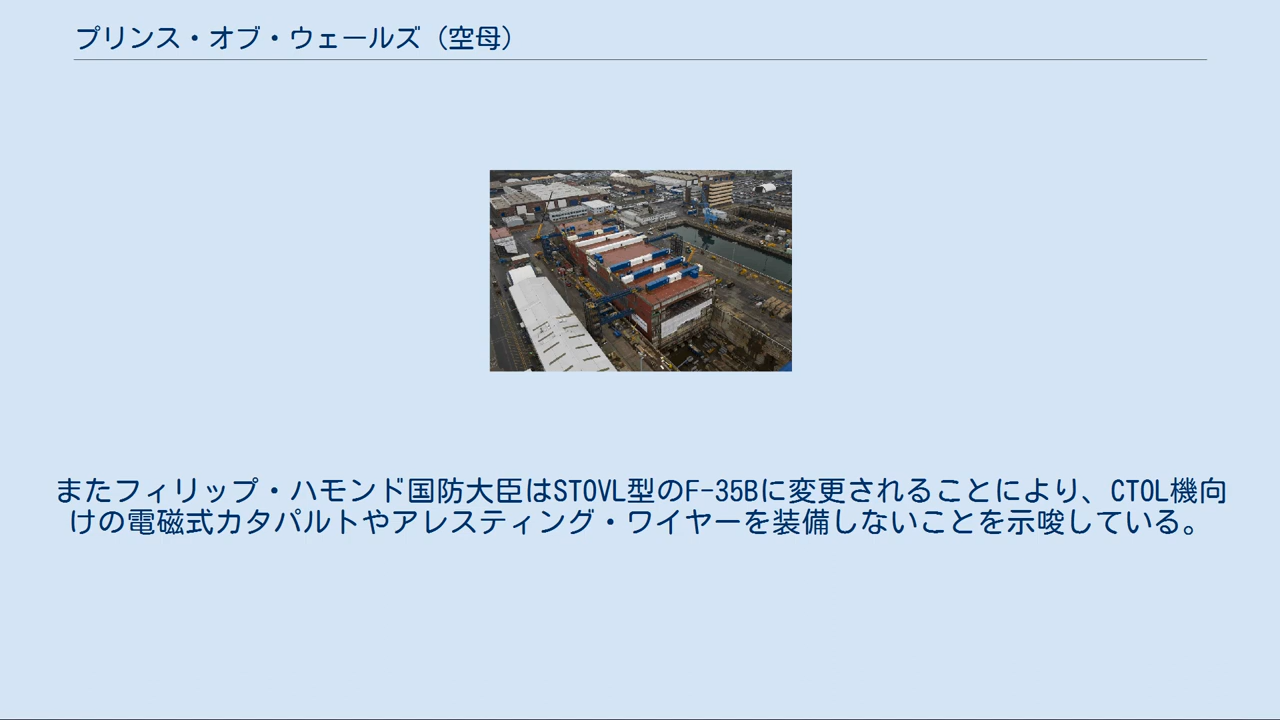 プリンス・オブ・ウェールズ（空母）
またフィリップ・ハモンド国防大臣はSTOVL型のF-35Bに変更されることにより、CTOL機向
けの電磁式カタパルトやアレスティング・ワイヤーを装備しないことを示唆している。